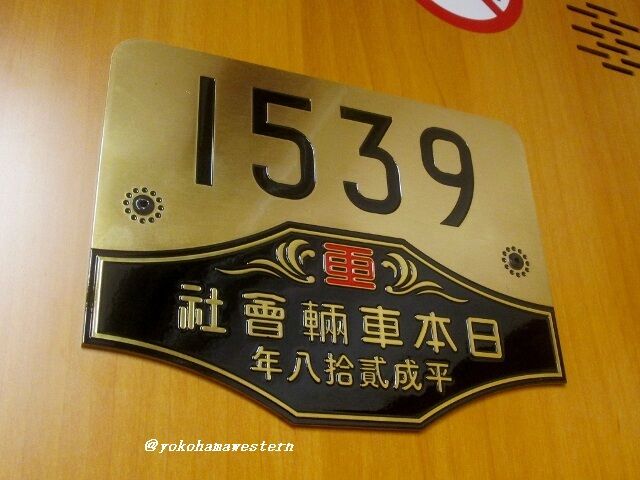 1539
日本車輛會社
平成貳拾八年
@yokohamawestern